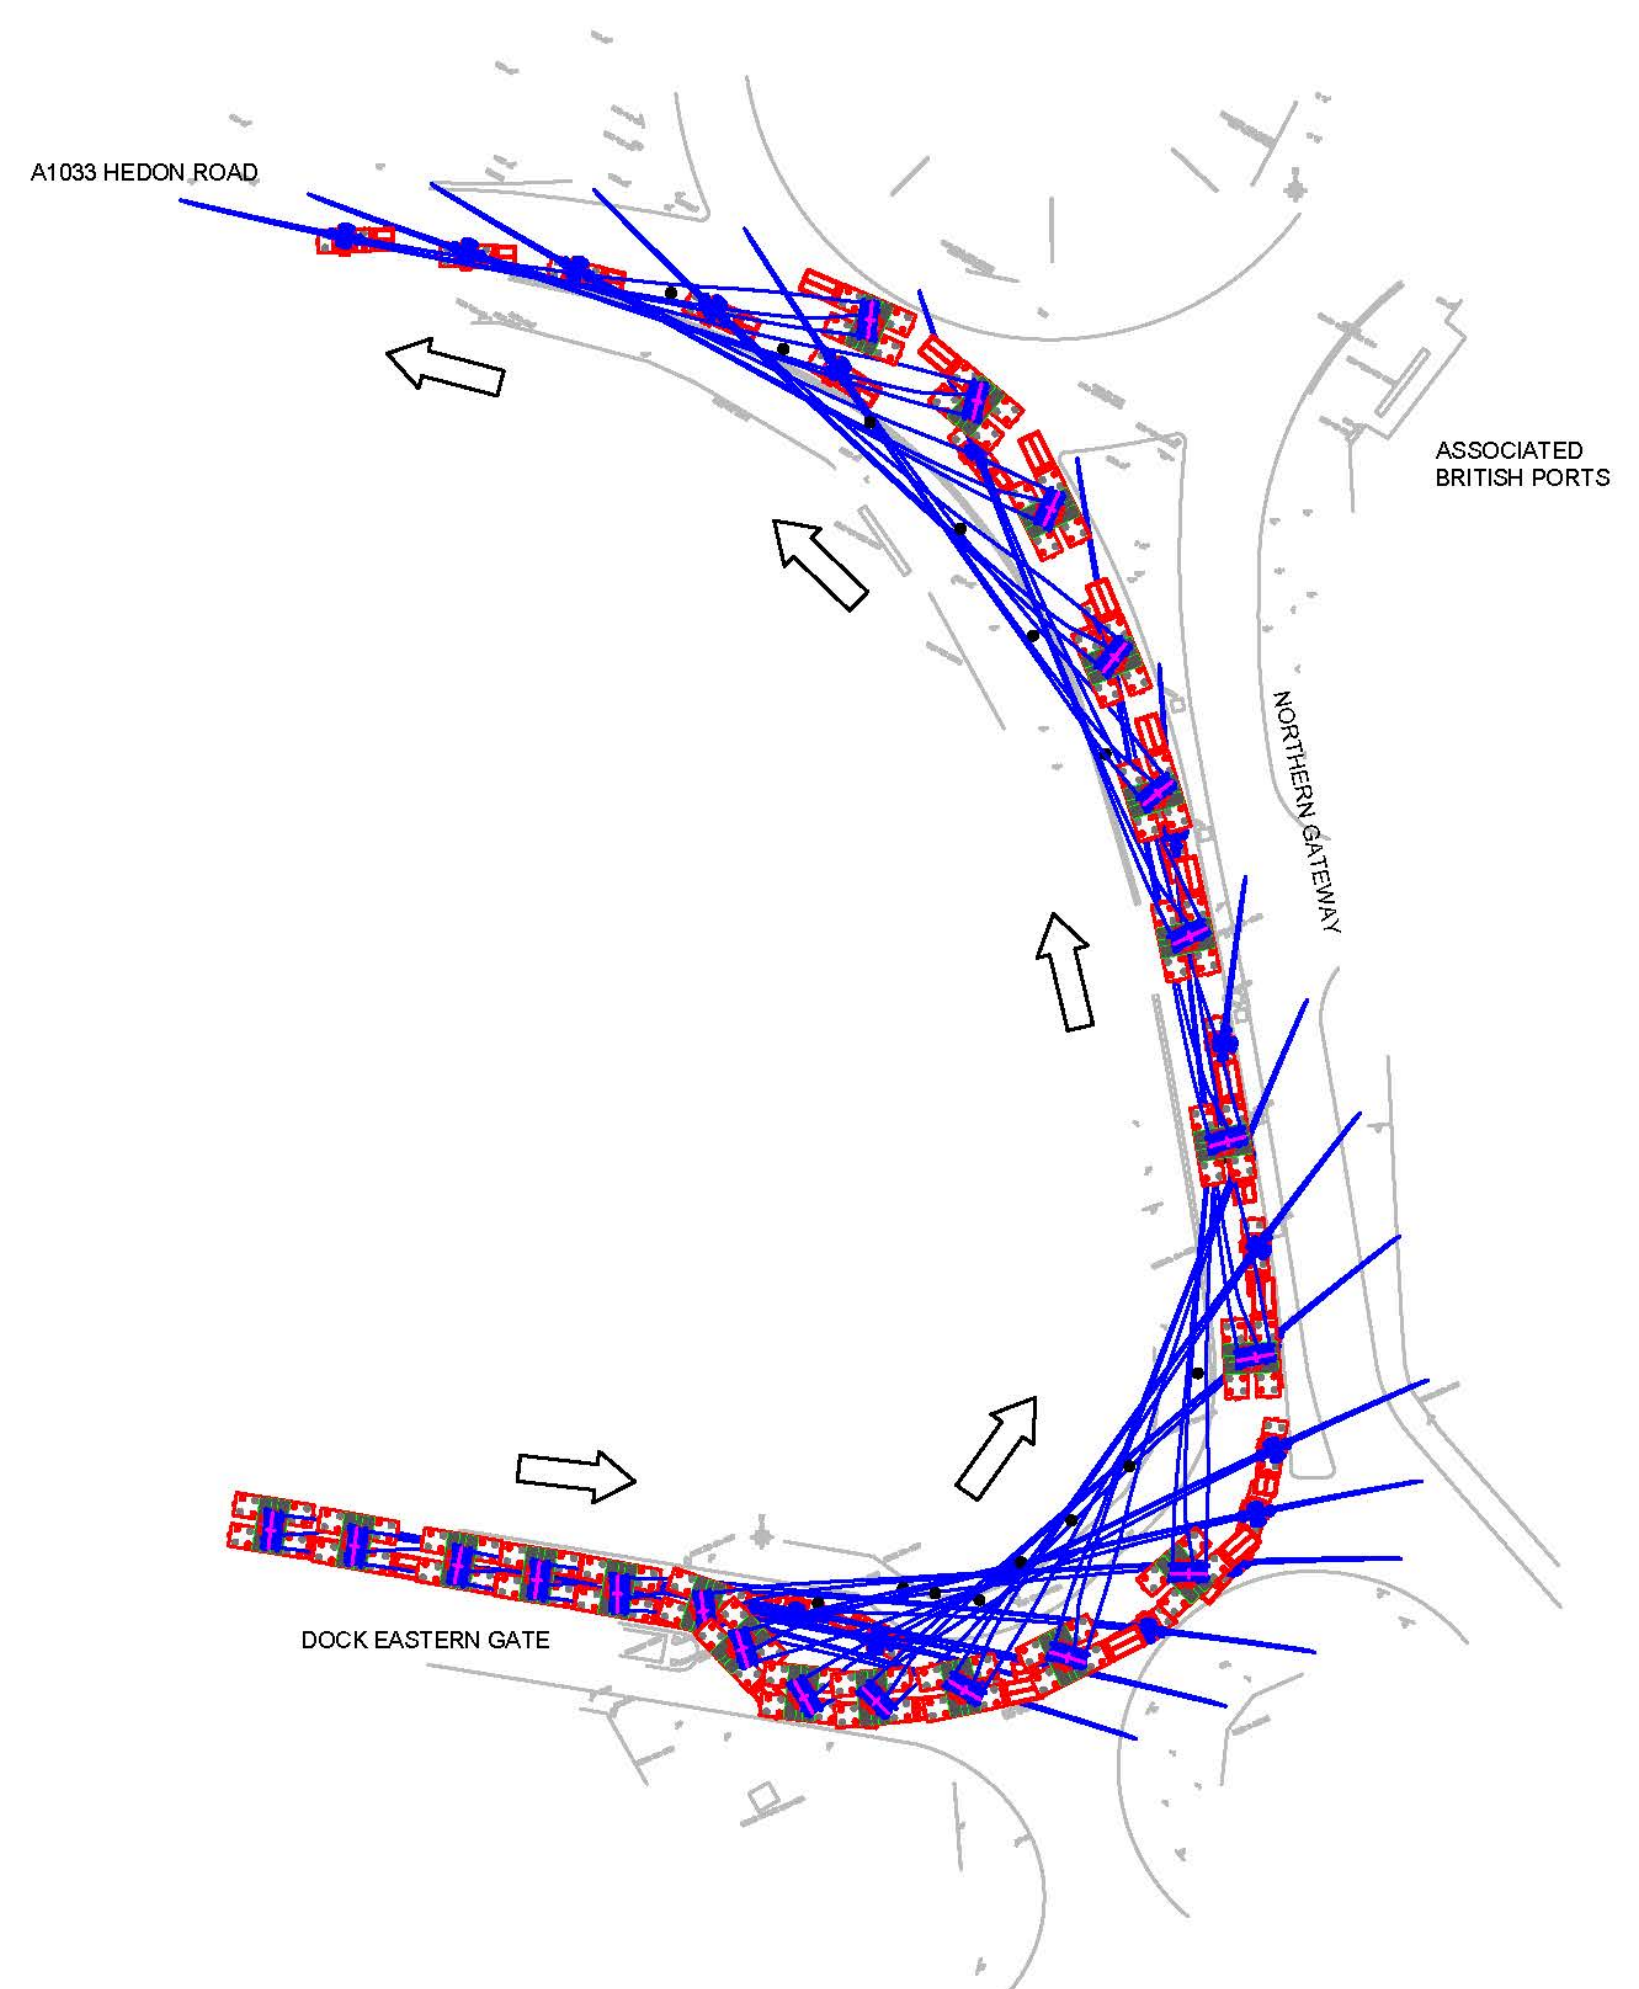 A1033 HEDON ROAD
ASSOCIATED
BRITISH PORTS
NORTHERN GATEWAY
DOCK EASTERN GATE